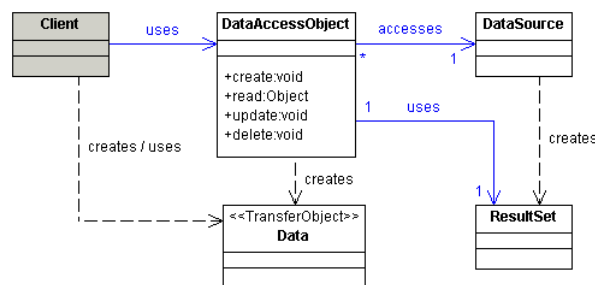 Client
uses
DataAccessObject
+create:void
+read:Object
+update:void
+delete:void
accesses
*
1
DataSource
1
uses
1
creates / uses
creates
creates
<<TransferObject>>
Data
ResultSet